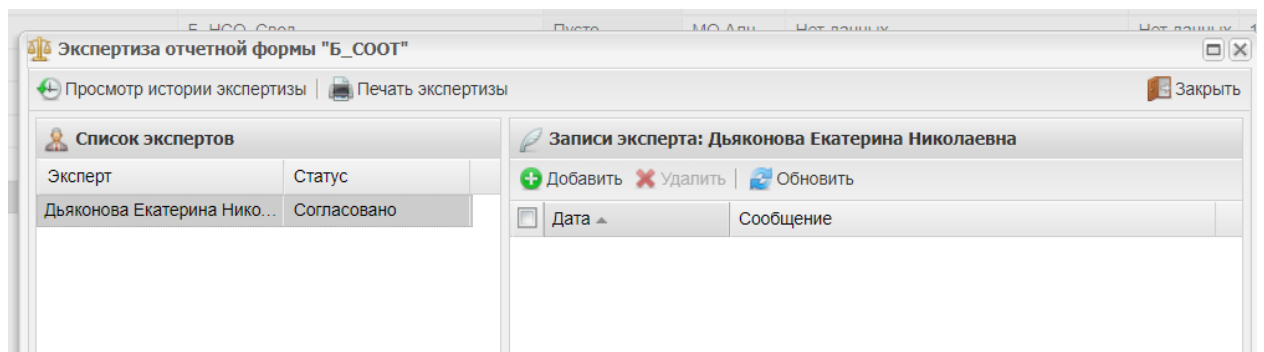 Экспертиза отчетной формы "Б_СООТ"
Просмотр истории экспертизы Печать экспертизы Закрыть
Список экспертов
Эксперт Статус
Дьяконова Екатерина Нико... Согласовано
Записи эксперта: Дьяконова Екатерина Николаевна
Добавить Удалить Обновить
Дата Сообщение